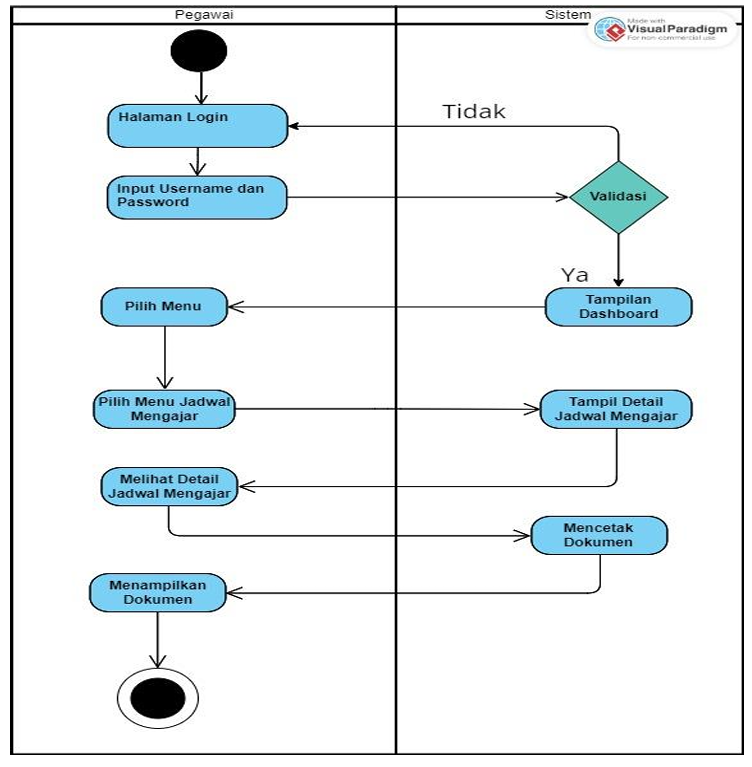 Pegawai
Sistem
Made with
Visual Paradigm
For non-commercial use
Halaman Login
Tidak
Input Username dan
Password
Validasi
Ya
Pilih Menu
Tampilan
Dashboard
Pilih Menu Jadwal
Mengajar
Tampil Detail
Jadwal Mengajar
Melihat Detail
Jadwal Mengajar
Mencetak
Dokumen
Menampilkan
Dokumen